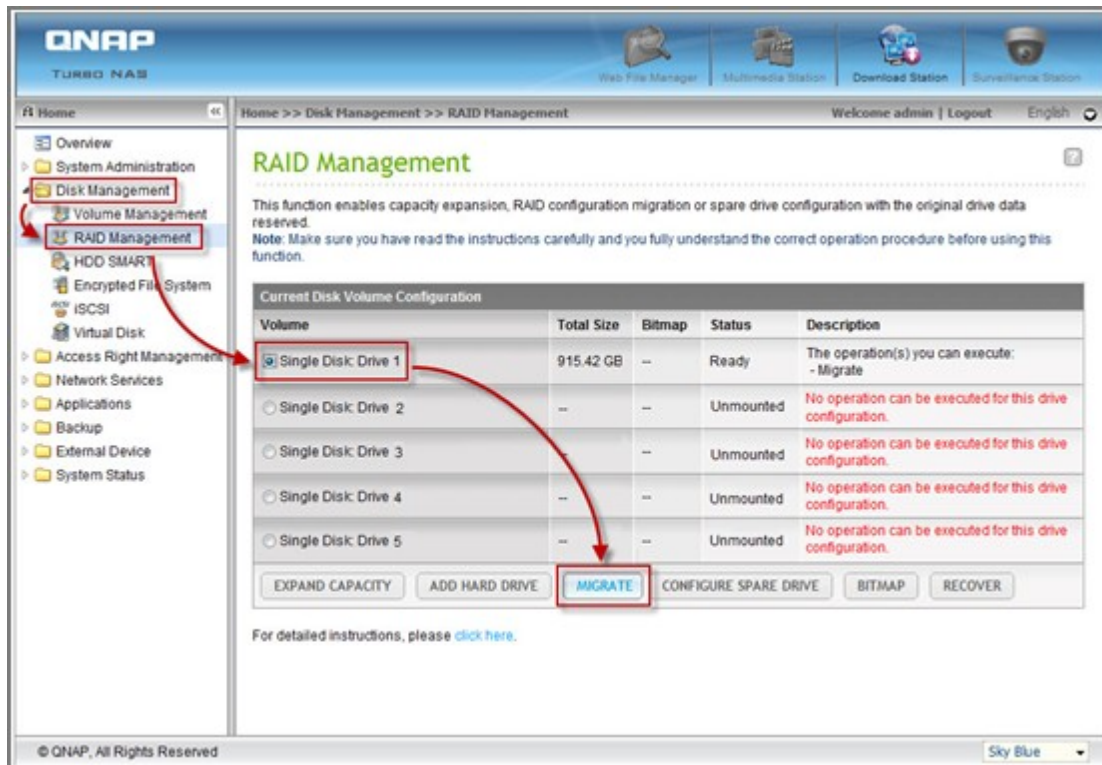 QNAP
TURBO NAS
Web File Manager
Multimedia Station
Download Station
Surveillance Station
Home
Home >> Disk Management >> RAID Management
Welcome admin | Logout
English
Overview
System Administration
Disk Management
Volume Management
RAID Management
HDD SMART
Encrypted File System
iSCSI
Virtual Disk
Access Right Management
Network Services
Applications
Backup
External Device
System Status
RAID Management
This function enables capacity expansion, RAID configuration migration or spare drive configuration with the original drive data
reserved.
Note: Make sure you have read the instructions carefully and you fully understand the correct operation procedure before using this
function.
Current Disk Volume Configuration
Volume Total Size Bitmap Status Description
Single Disk: Drive 1 915.42 GB -- Ready The operation(s) you can execute:
- Migrate
Single Disk: Drive 2 -- -- Unmounted No operation can be executed for this drive
configuration.
Single Disk: Drive 3 -- -- Unmounted No operation can be executed for this drive
configuration.
Single Disk: Drive 4 -- -- Unmounted No operation can be executed for this drive
configuration.
Single Disk: Drive 5 -- -- Unmounted No operation can be executed for this drive
configuration.
EXPAND CAPACITY ADD HARD DRIVE MIGRATE CONFIGURE SPARE DRIVE BITMAP RECOVER
For detailed instructions, please click here.
© QNAP, All Rights Reserved
Sky Blue